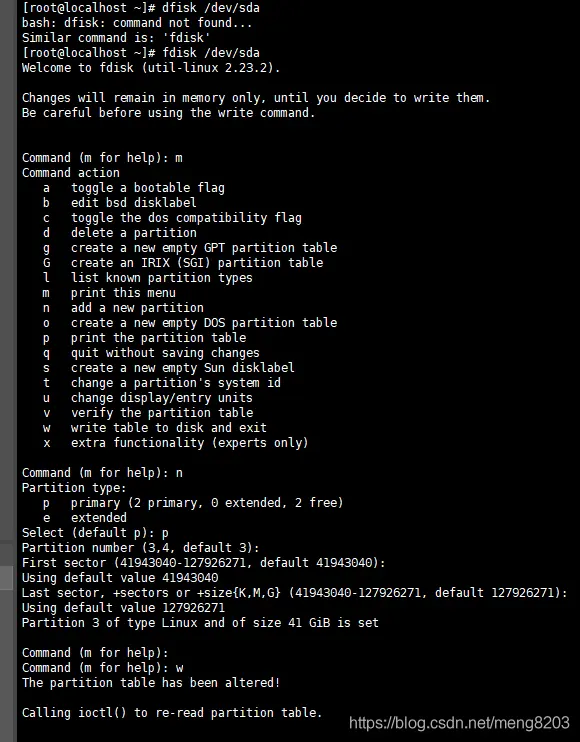 [root@localhost ~]# dfisk /dev/sda
bash: dfisk: command not found...
Similar command is: 'fdisk'
[root@localhost ~]# fdisk /dev/sda
Welcome to fdisk (util-linux 2.23.2).
Changes will remain in memory only, until you decide to write them.
Be careful before using the write command.
Command (m for help): m
Command action
a   toggle a bootable flag
b   edit bsd disklabel
c   toggle the dos compatibility flag
d   delete a partition
g   create a new empty GPT partition table
G   create an IRIX (SGI) partition table
l   list known partition types
m   print this menu
n   add a new partition
o   create a new empty DOS partition table
p   print the partition table
q   quit without saving changes
s   create a new empty Sun disklabel
t   change a partition's system id
u   change display/entry units
v   verify the partition table
w   write table to disk and exit
x   extra functionality (experts only)
Command (m for help): n
Partition type:
p   primary (2 primary, 0 extended, 2 free)
e   extended
Select (default p): p
Partition number (3,4, default 3):
First sector (41943040-127926271, default 41943040):
Using default value 41943040
Last sector, +sectors or +size{K,M,G} (41943040-127926271, default 127926271):
Using default value 127926271
Partition 3 of type Linux and of size 41 GiB is set
Command (m for help):
Command (m for help): w
The partition table has been altered!
Calling ioctl() to re-read partition table.
https://blog.csdn.net/meng8203